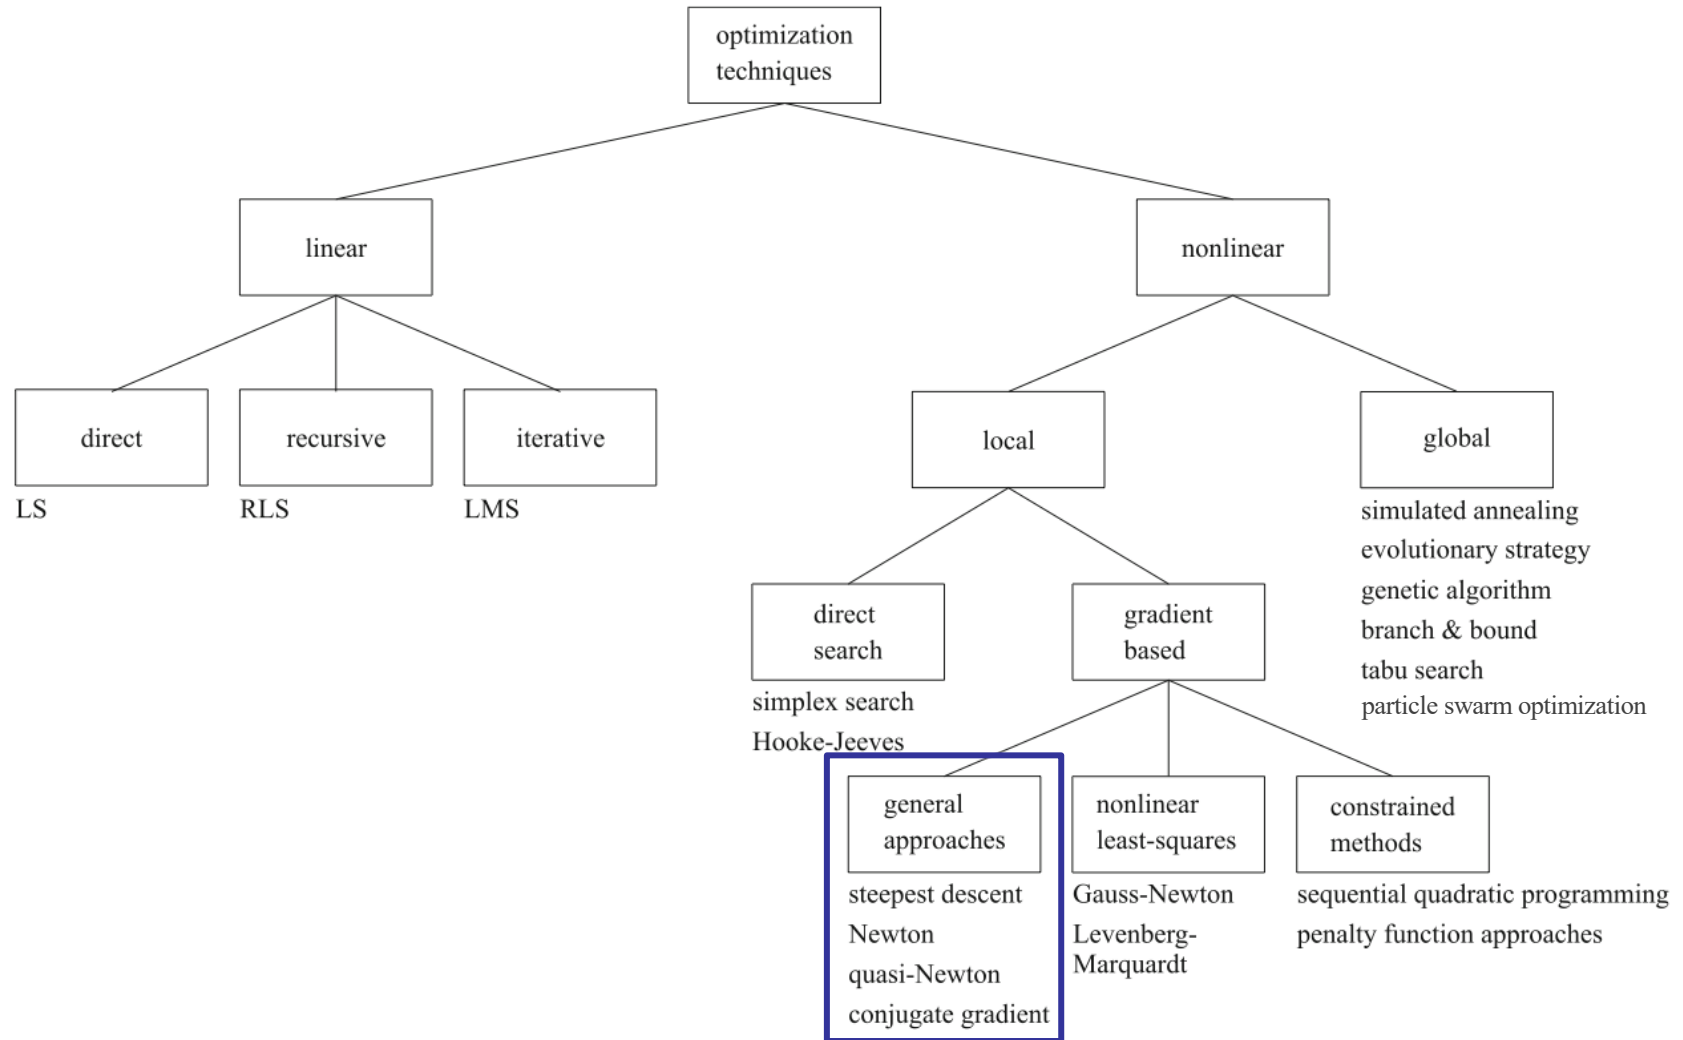 optimization
techniques
linear
nonlinear
direct
recursive
iterative
local
global
LS
RLS
LMS
simulated annealing
evolutionary strategy
genetic algorithm
branch & bound
tabu search
particle swarm optimization
direct
search
gradient
based
simplex search
Hooke-Jeeves
general
approaches
nonlinear
least-squares
constrained
methods
steepest descent
Newton
quasi-Newton
conjugate gradient
Gauss-Newton
Levenberg-
Marquardt
sequential quadratic programming
penalty function approaches